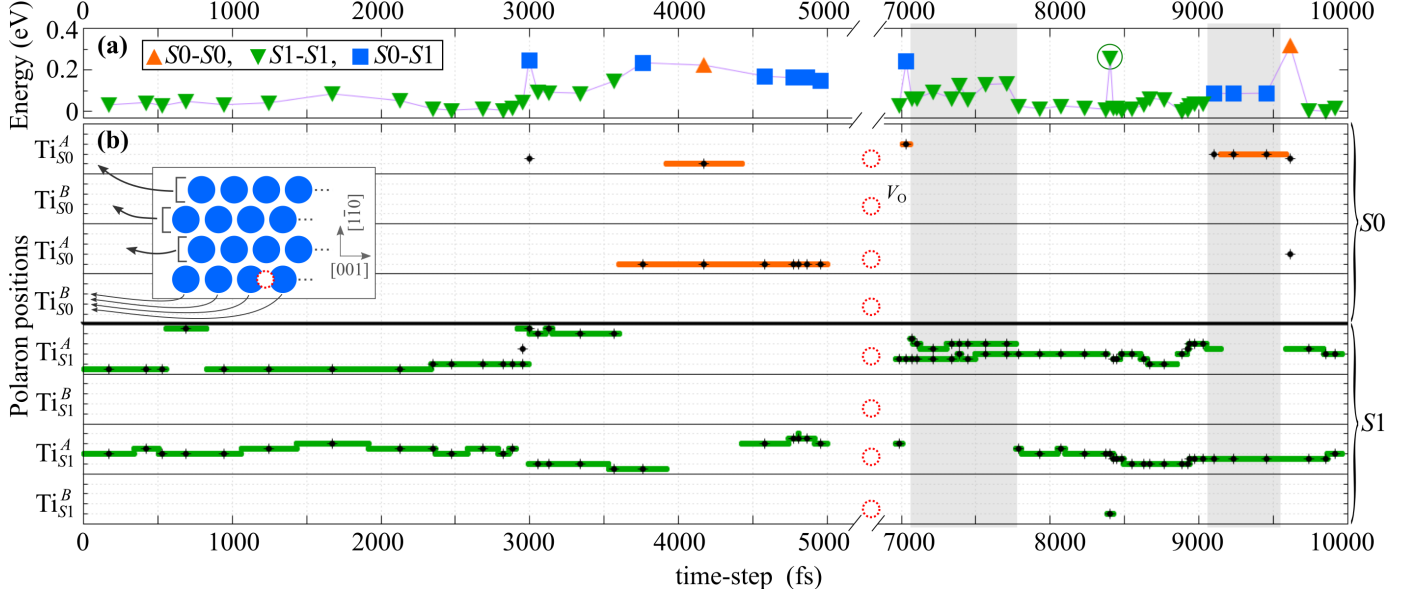 0 1000 2000 3000 4000 5000 7000 8000 9000 10000
Energy (eV)
0.4
0.2
0
(a)
S0-S0, S1-S1, S0-S1
(b)
Polaron positions
Ti^A_S0
Ti^B_S0
Ti^A_S0
Ti^B_S0
Ti^A_S1
Ti^B_S1
Ti^A_S1
Ti^B_S1
...
...
...
...
[11̄0]
[001]
V_O
S0
S1
0 1000 2000 3000 4000 5000 7000 8000 9000 10000
time-step (fs)